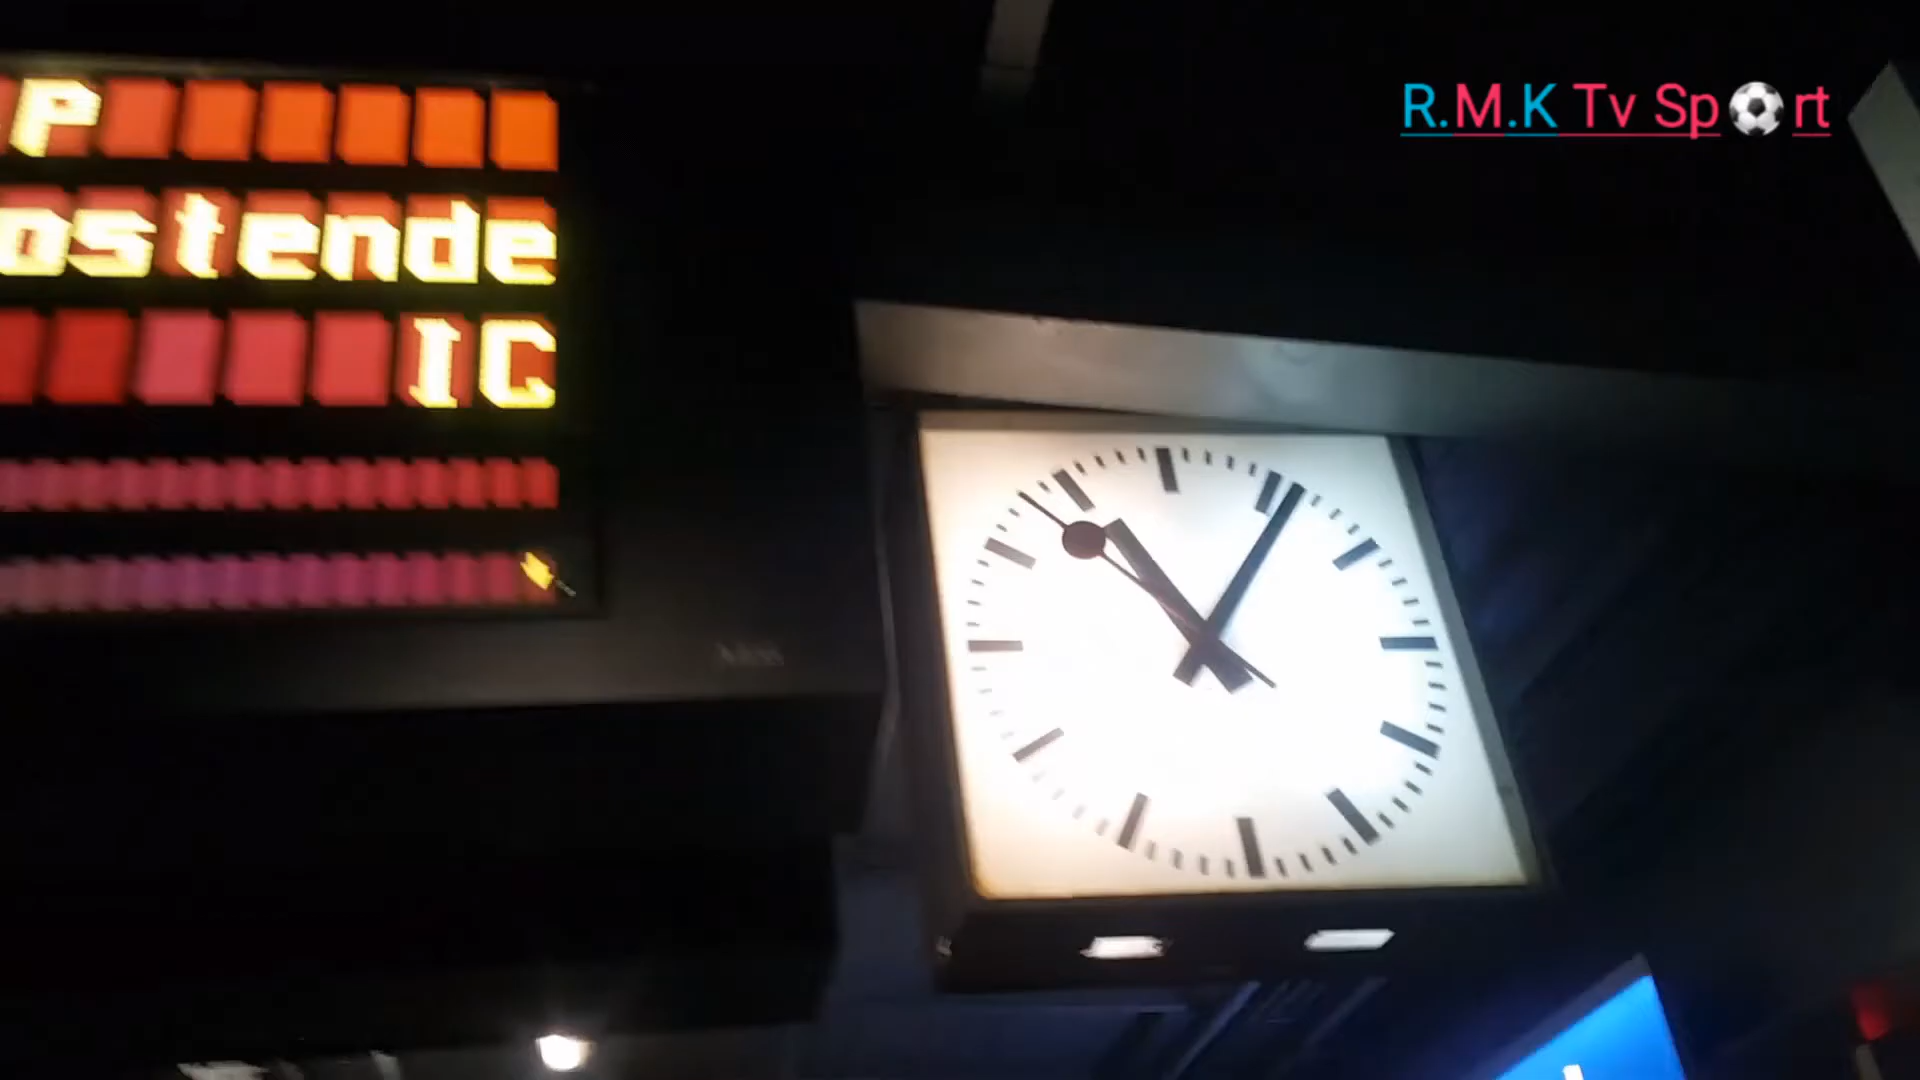 P
ostende
IC
R.M.K Tv Sp⚽rt